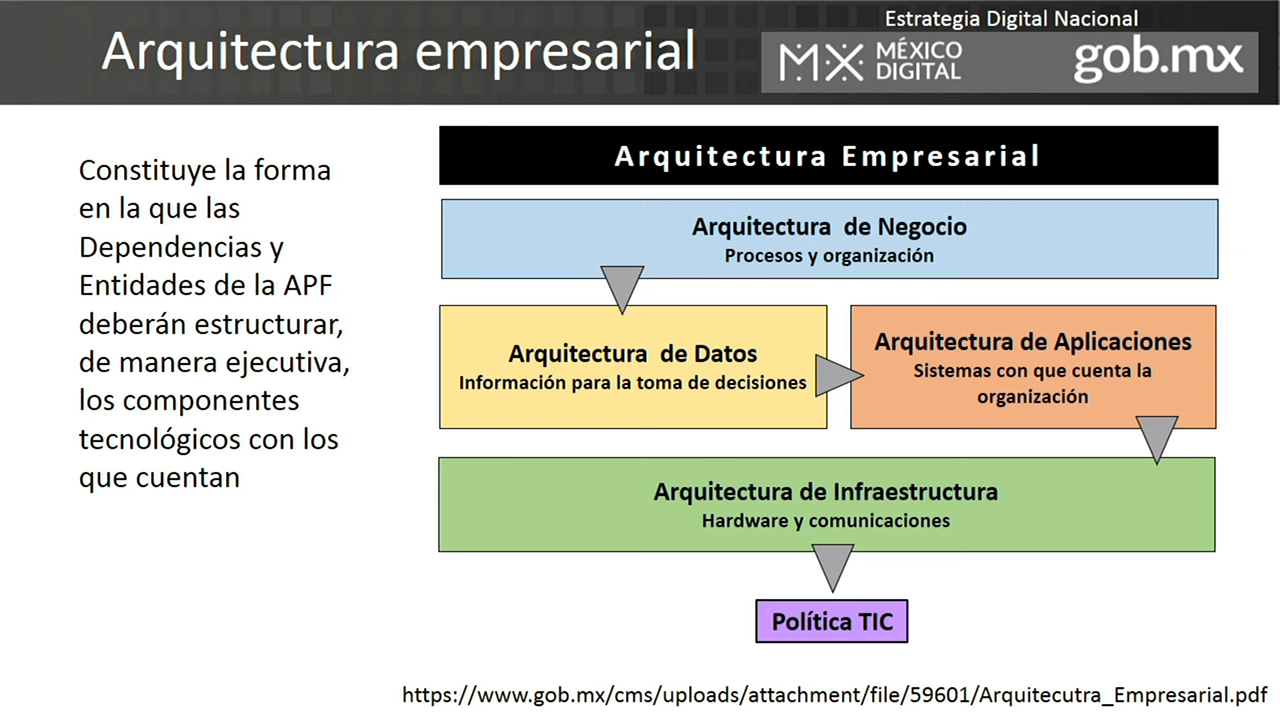 Arquitectura empresarial
Estrategia Digital Nacional
MX MÉXICO
DIGITAL
gob.mx
Constituye la forma
en la que las
Dependencias y
Entidades de la APF
deberán estructurar,
de manera ejecutiva,
los componentes
tecnológicos con los
que cuentan
Arquitectura Empresarial
Arquitectura de Negocio
Procesos y organización
Arquitectura de Datos
Información para la toma de decisiones
Arquitectura de Aplicaciones
Sistemas con que cuenta la
organización
Arquitectura de Infraestructura
Hardware y comunicaciones
Política TIC
https://www.gob.mx/cms/uploads/attachment/file/59601/Arquitecutra_Empresarial.pdf